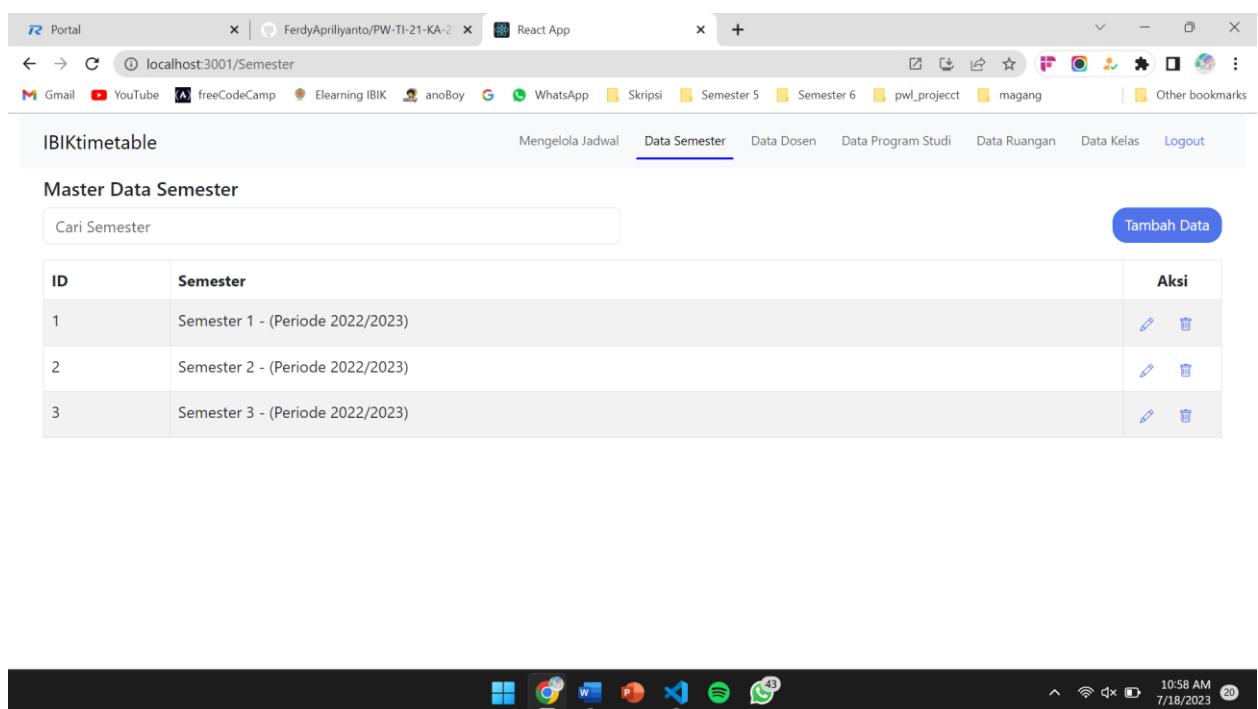 Portal FerdyApriliyanto/PW-TI-21-KA-2 React App
localhost:3001/Semester
Gmail YouTube freeCodeCamp Elearning IBIK anoBoy WhatsApp Skripsi Semester 5 Semester 6 pwl_projecct magang Other bookmarks
IBIKtimetable Mengelola Jadwal Data Semester Data Dosen Data Program Studi Data Ruangan Data Kelas Logout
Master Data Semester
Cari Semester Tambah Data
ID Semester Aksi
1 Semester 1 - (Periode 2022/2023)
2 Semester 2 - (Periode 2022/2023)
3 Semester 3 - (Periode 2022/2023)
43
10:58 AM
7/18/2023
20